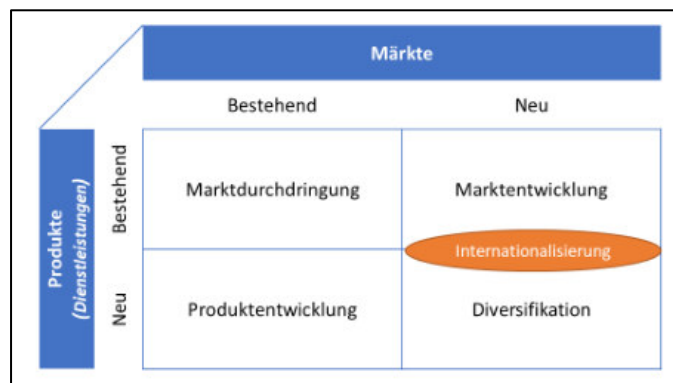 Märkte
Bestehend Neu
Produkte
(Dienstleistungen)
Bestehend
Marktdurchdringung Marktentwicklung
Internationalisierung
Neu
Produktentwicklung Diversifikation